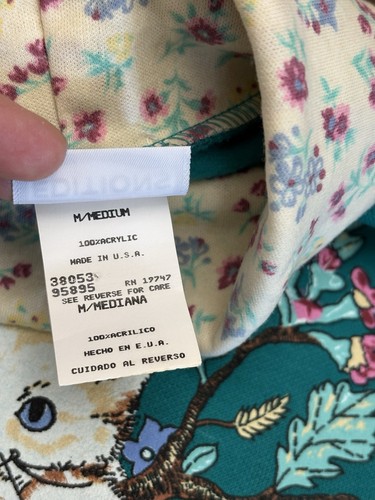 EDITIONS
M/MEDIUM
100%ACRYLIC
MADE IN U.S.A.
38053
95895 RN 19747
SEE REVERSE FOR CARE
M/MEDIANA
100%ACRILICO
HECHO EN E.U.A.
CUIDADO AL REVERSO